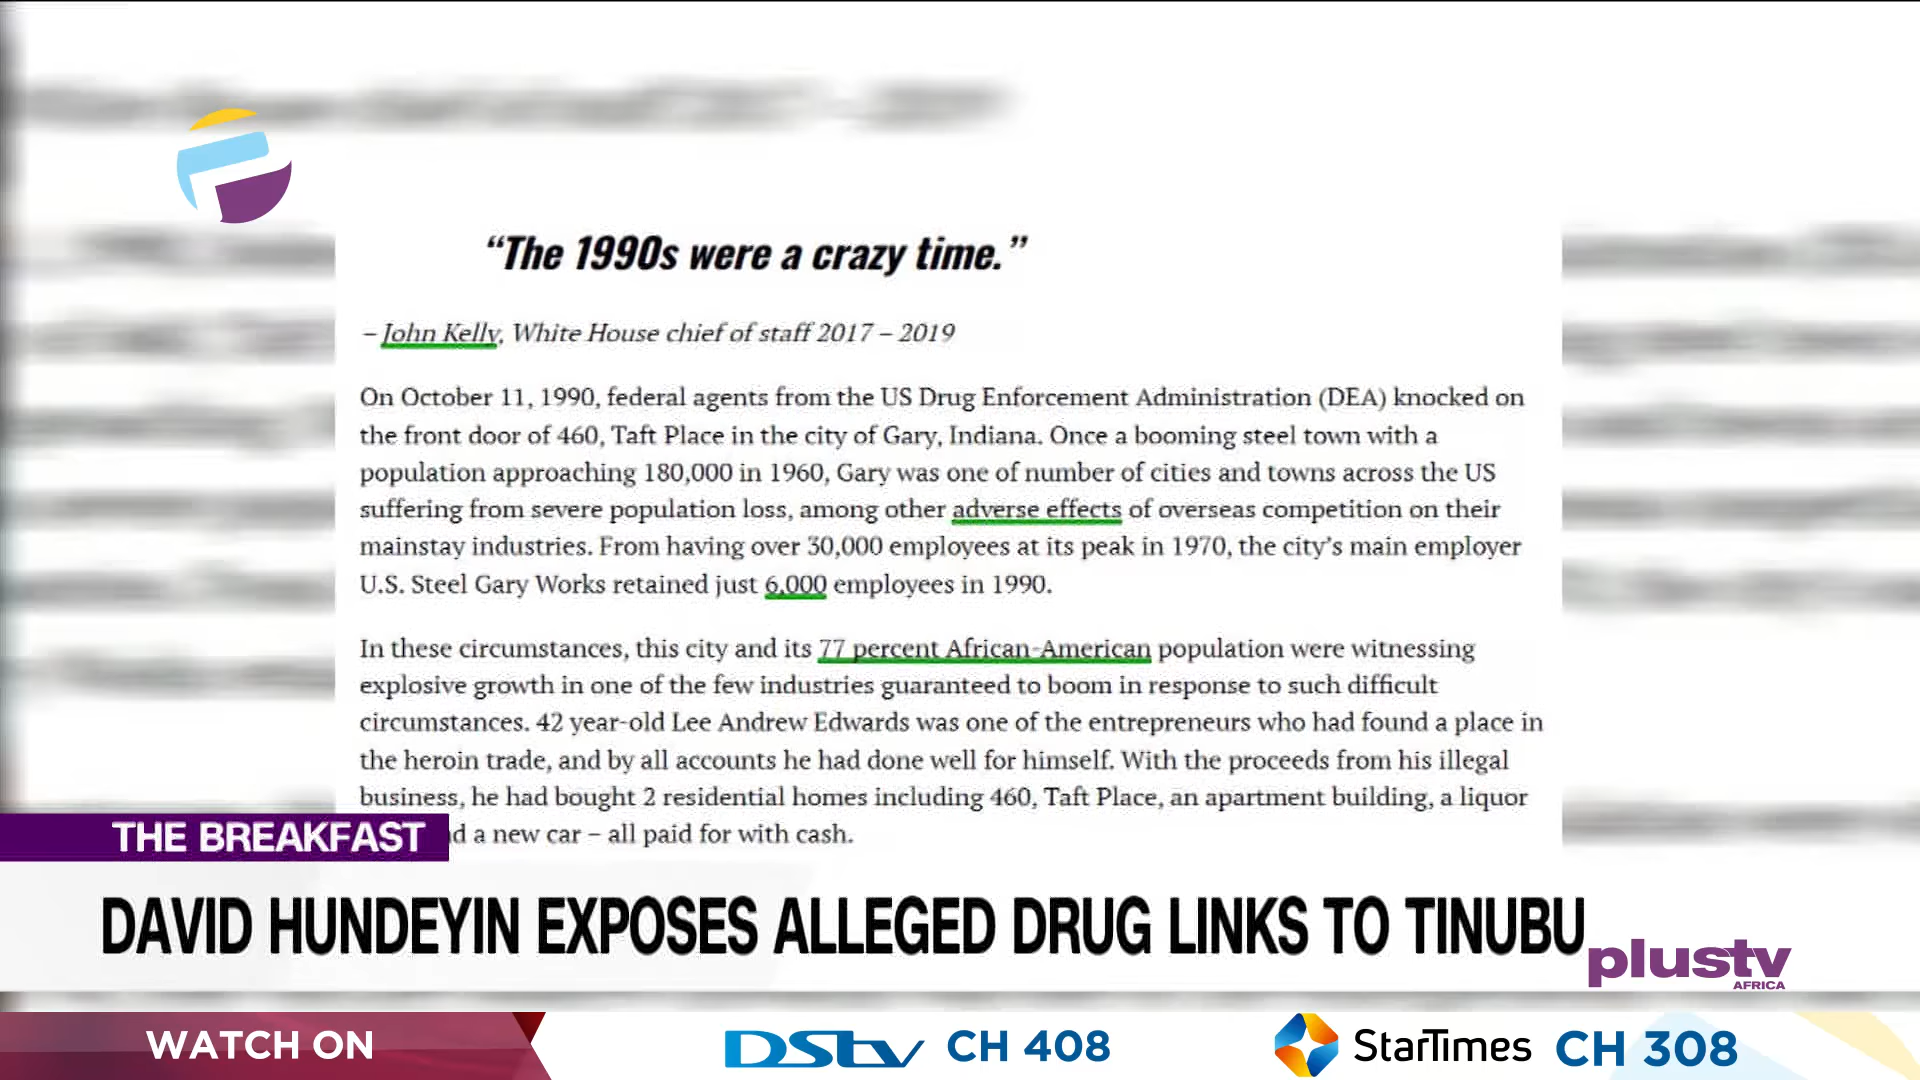 “The 1990s were a crazy time.”
– John Kelly, White House chief of staff 2017 – 2019
On October 11, 1990, federal agents from the US Drug Enforcement Administration (DEA) knocked on
the front door of 460, Taft Place in the city of Gary, Indiana. Once a booming steel town with a
population approaching 180,000 in 1960, Gary was one of number of cities and towns across the US
suffering from severe population loss, among other adverse effects of overseas competition on their
mainstay industries. From having over 30,000 employees at its peak in 1970, the city’s main employer
U.S. Steel Gary Works retained just 6,000 employees in 1990.
In these circumstances, this city and its 77 percent African-American population were witnessing
explosive growth in one of the few industries guaranteed to boom in response to such difficult
circumstances. 42 year-old Lee Andrew Edwards was one of the entrepreneurs who had found a place in
the heroin trade, and by all accounts he had done well for himself. With the proceeds from his illegal
business, he had bought 2 residential homes including 460, Taft Place, an apartment building, a liquor
a new car – all paid for with cash.
THE BREAKFAST
DAVID HUNDEYIN EXPOSES ALLEGED DRUG LINKS TO TINUBU
plustv
AFRICA
WATCH ON
DStv CH 408
StarTimes CH 308